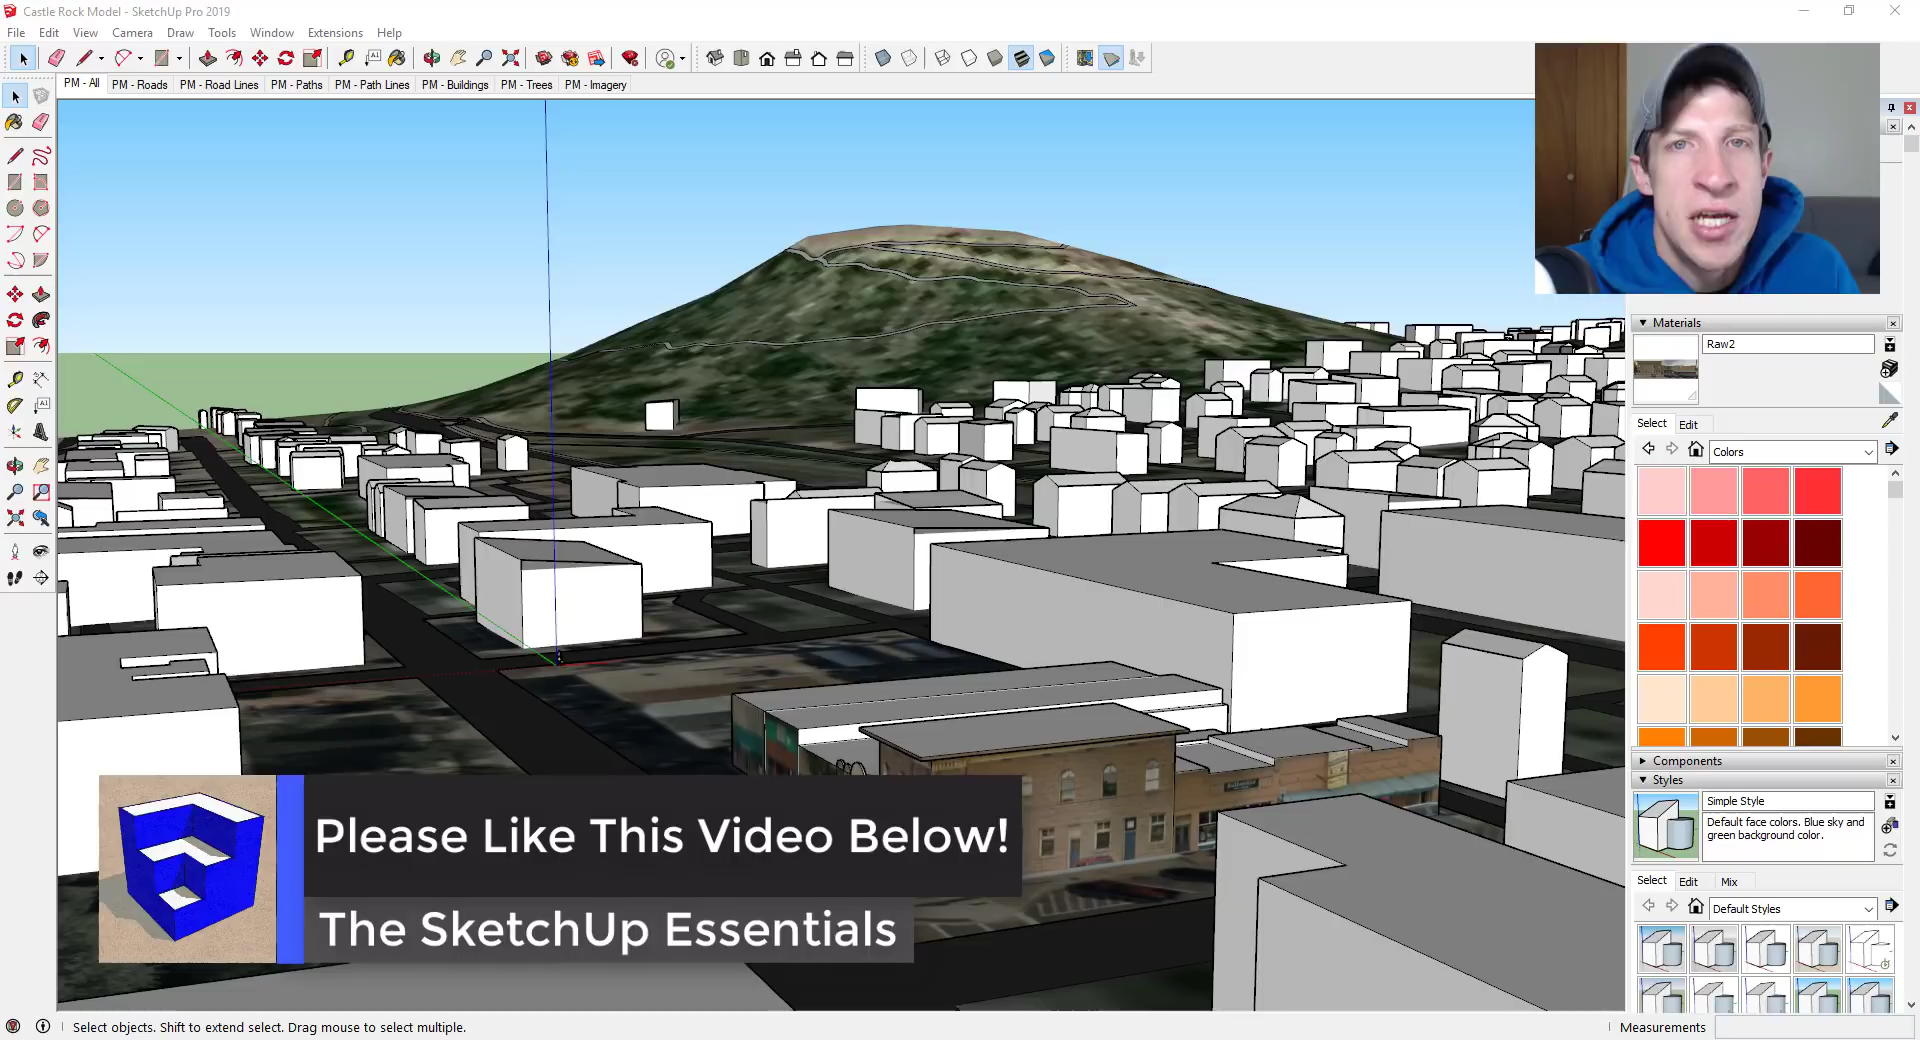 Castle Rock Model - SketchUp Pro 2019
File Edit View Camera Draw Tools Window Extensions Help
PM - All PM - Roads PM - Road Lines PM - Paths PM - Path Lines PM - Buildings PM - Trees PM - Imagery
Materials
Raw2
Select Edit
Colors
Components
Styles
Simple Style
Default face colors. Blue sky and
green background color.
Select Edit Mix
Default Styles
Please Like This Video Below!
The SketchUp Essentials
Select objects. Shift to extend select. Drag mouse to select multiple.
Measurements